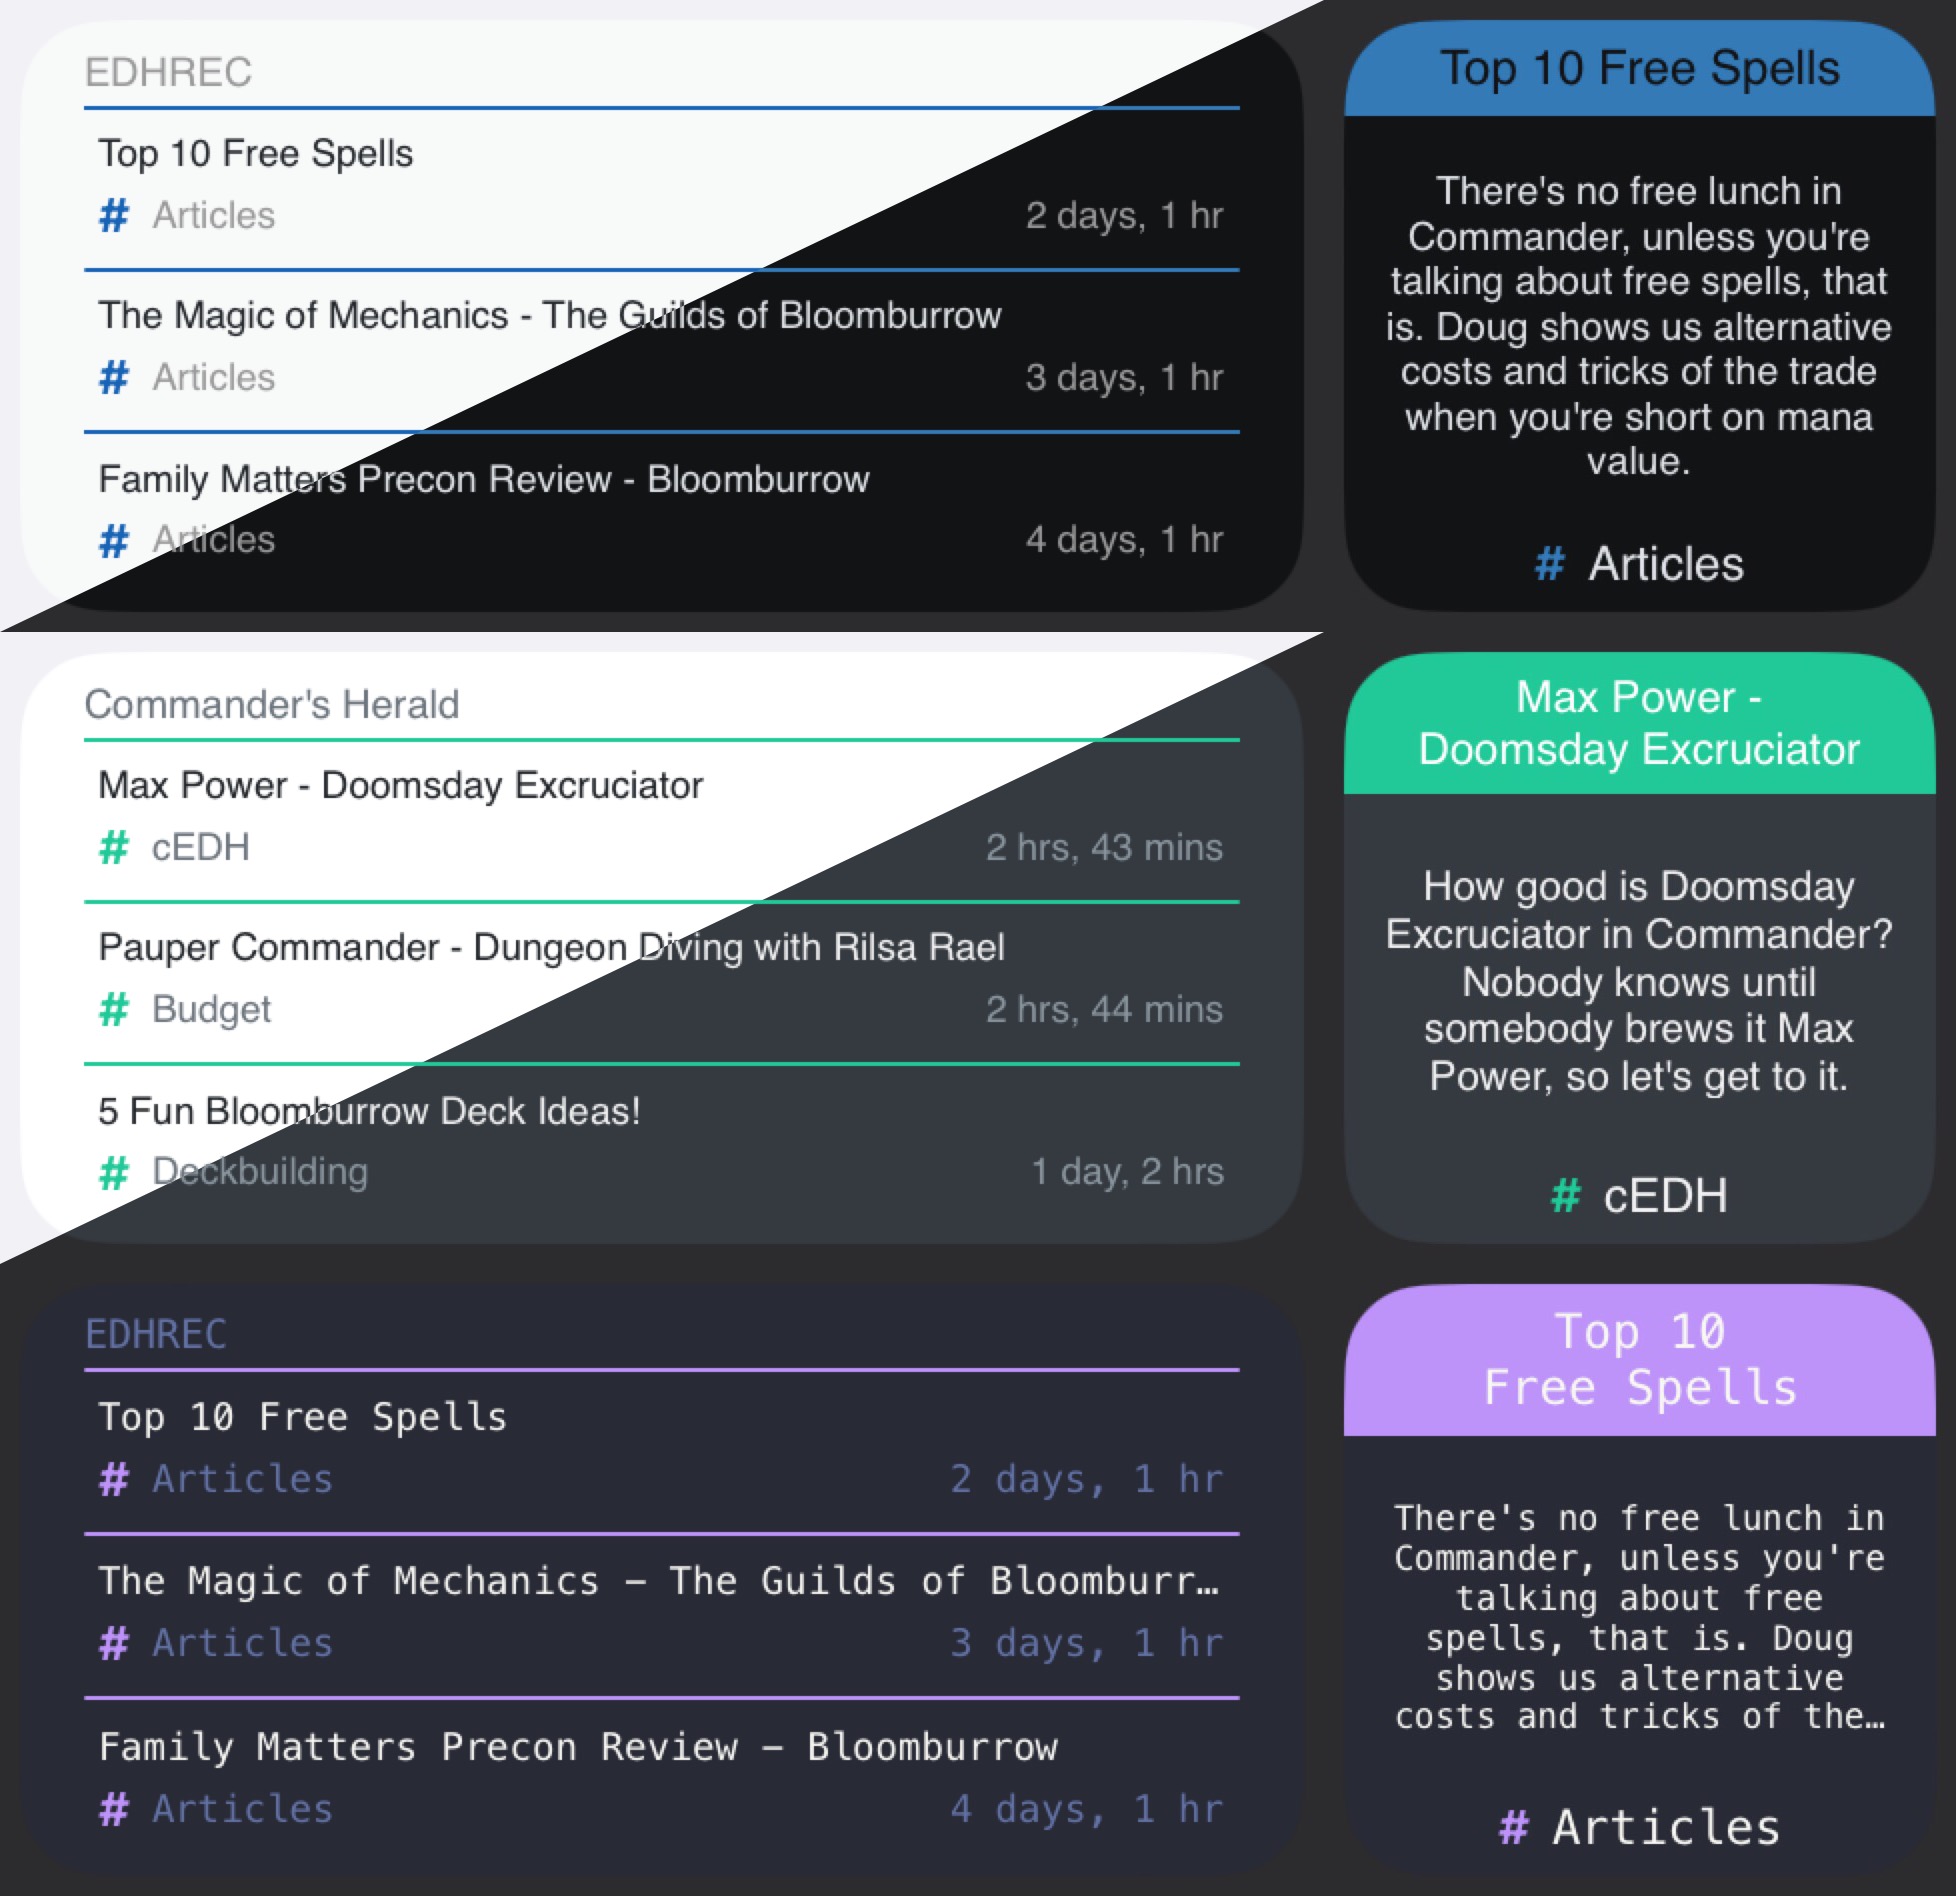 EDHREC
Top 10 Free Spells
# Articles 2 days, 1 hr
The Magic of Mechanics - The Guilds of Bloomburrow
# Articles 3 days, 1 hr
Family Matters Precon Review - Bloomburrow
# Articles 4 days, 1 hr
Top 10 Free Spells
There's no free lunch in
Commander, unless you're
talking about free spells, that
is. Doug shows us alternative
costs and tricks of the trade
when you're short on mana
value.
# Articles
Commander's Herald
Max Power - Doomsday Excruciator
# cEDH 2 hrs, 43 mins
Pauper Commander - Dungeon Diving with Rilsa Rael
# Budget 2 hrs, 44 mins
5 Fun Bloomburrow Deck Ideas!
# Deckbuilding 1 day, 2 hrs
Max Power -
Doomsday Excruciator
How good is Doomsday
Excruciator in Commander?
Nobody knows until
somebody brews it Max
Power, so let's get to it.
# cEDH
EDHREC
Top 10 Free Spells
# Articles 2 days, 1 hr
The Magic of Mechanics – The Guilds of Bloomburr…
# Articles 3 days, 1 hr
Family Matters Precon Review – Bloomburrow
# Articles 4 days, 1 hr
Top 10
Free Spells
There's no free lunch in
Commander, unless you're
talking about free
spells, that is. Doug
shows us alternative
costs and tricks of the…
# Articles